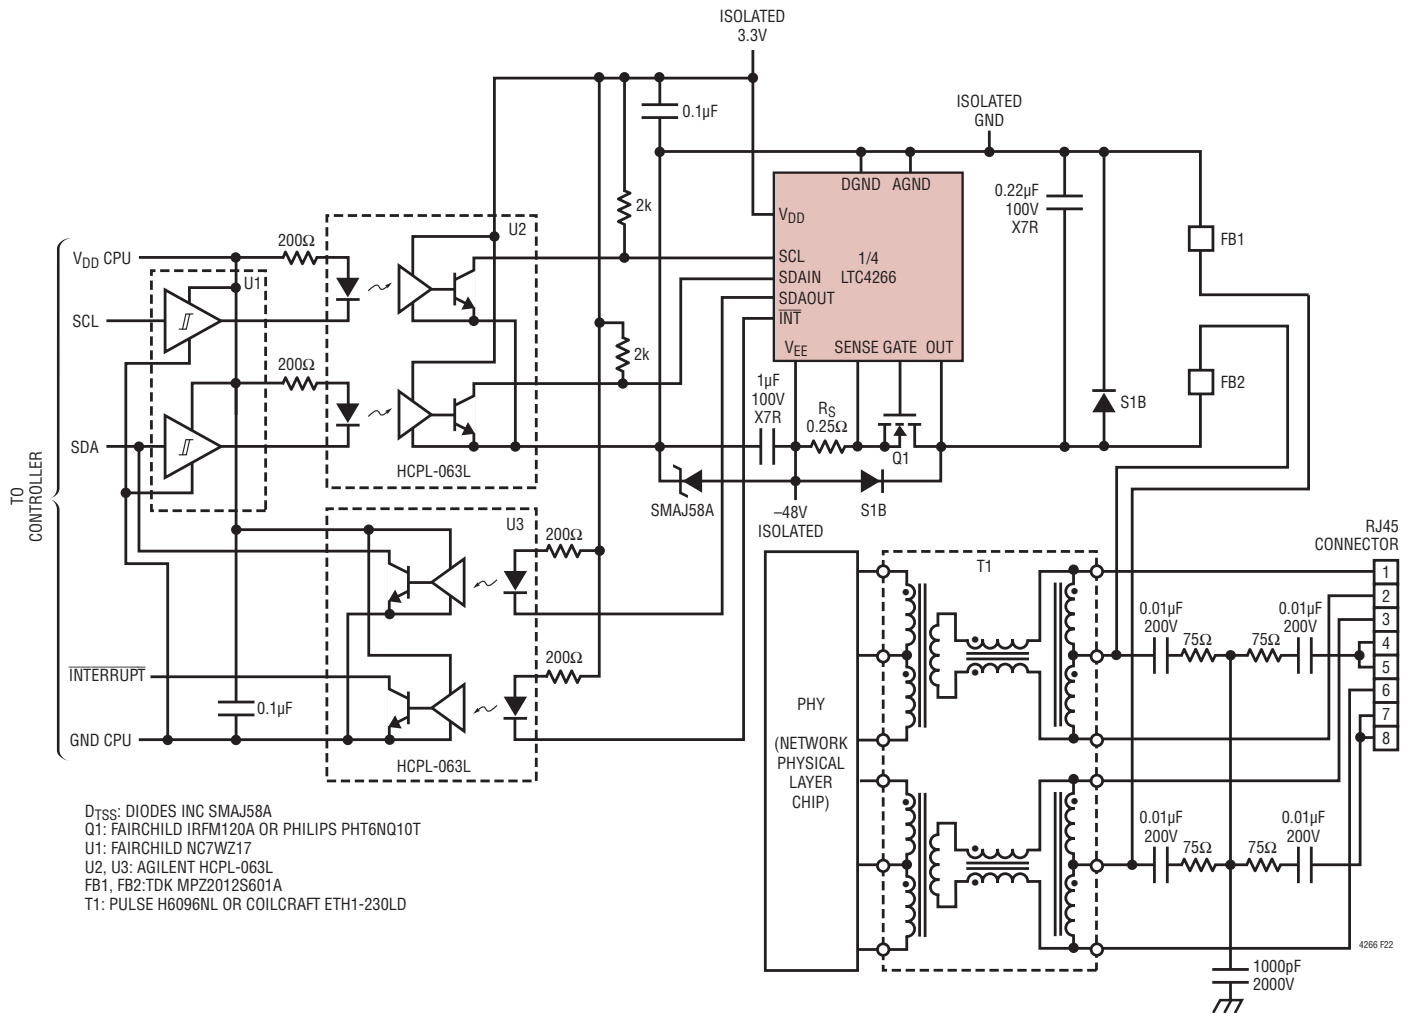 ISOLATED
3.3V
0.1µF
ISOLATED
GND
DGND AGND
VDD
0.22µF
100V
X7R
2k
U2
200Ω
VDD CPU
SCL
1/4
LTC4266
FB1
U1
SDAIN
SDAOUT
SCL
INT
2k
VEE SENSE GATE OUT
200Ω
1µF
100V
X7R
FB2
RS
0.25Ω
S1B
SDA
Q1
HCPL-063L
TO
CONTROLLER
SMAJ58A
–48V
ISOLATED
S1B
U3
200Ω
RJ45
CONNECTOR
T1
1
2
3
4
5
6
7
8
0.01µF
200V
0.01µF
200V
75Ω
75Ω
200Ω
INTERRUPT
PHY
(NETWORK
PHYSICAL
LAYER
CHIP)
0.1µF
GND CPU
HCPL-063L
0.01µF
200V
0.01µF
200V
75Ω
75Ω
DTSS: DIODES INC SMAJ58A
Q1: FAIRCHILD IRFM120A OR PHILIPS PHT6NQ10T
U1: FAIRCHILD NC7WZ17
U2, U3: AGILENT HCPL-063L
FB1, FB2:TDK MPZ2012S601A
T1: PULSE H6096NL OR COILCRAFT ETH1-230LD
4266 F22
1000pF
2000V